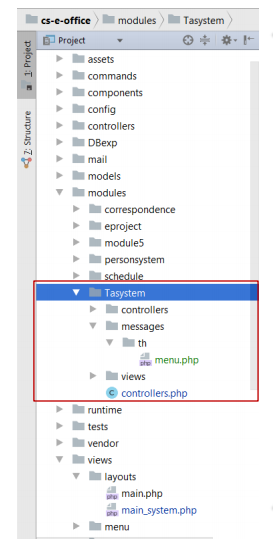 cs-e-office modules Tasystem
Project
1: Project
7: Structure
assets
commands
components
config
controllers
DBexp
mail
models
modules
correspondence
eproject
module5
personsystem
schedule
Tasystem
controllers
messages
th
menu.php
views
controllers.php
runtime
tests
vendor
views
layouts
main.php
main_system.php
menu